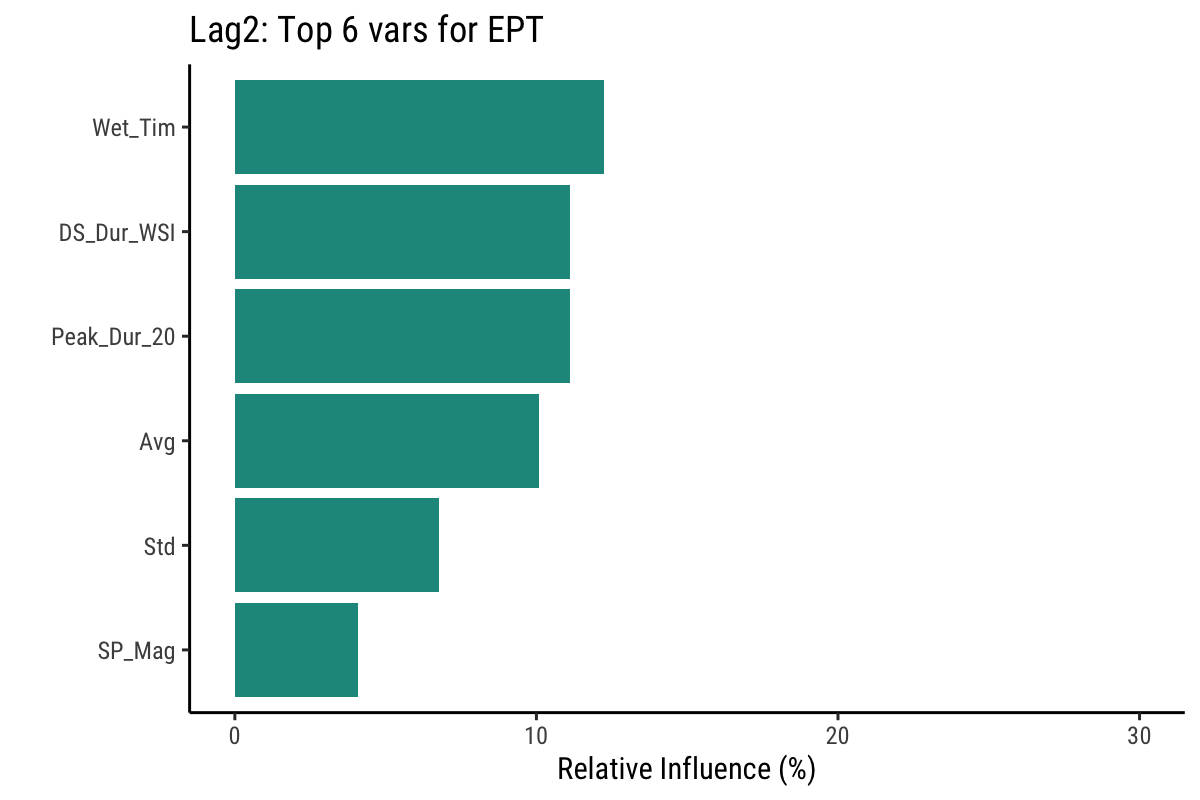 Lag2: Top 6 vars for EPT
Wet_Tim
DS_Dur_WSI
Peak_Dur_20
Avg
Std
SP_Mag
0 10 20 30
Relative Influence (%)